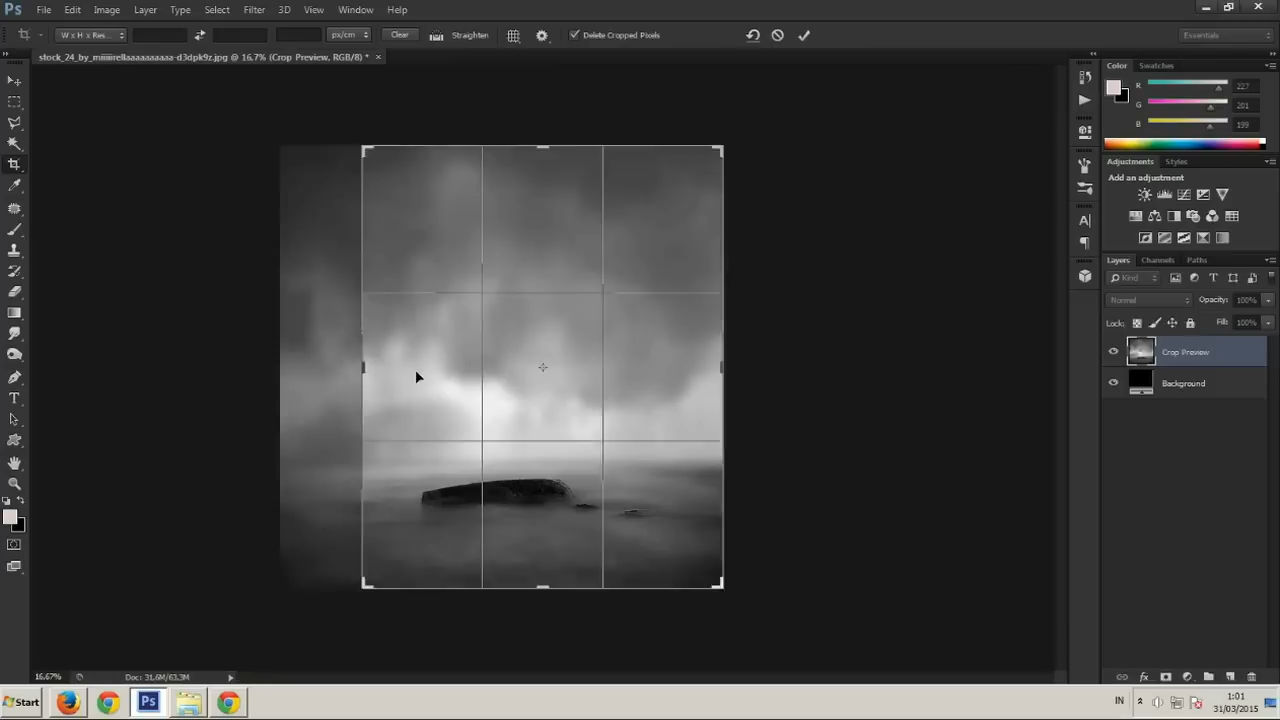 Ps File Edit Image Layer Type Select Filter 3D View Window Help
W x H x Res... px/cm Clear Straighten Delete Cropped Pixels Essentials
@ 16,7% (Crop Preview, RGB/8) * ×
Color Swatches
R 227
G 201
B 199
Adjustments Styles
Add an adjustment
Layers Channels Paths
Kind
Normal Opacity: 100%
Lock: Fill: 100%
Crop Preview
Background
16,67% Doc: 31,6M/63,3M
Start Ps IN 1:01
31/03/2015